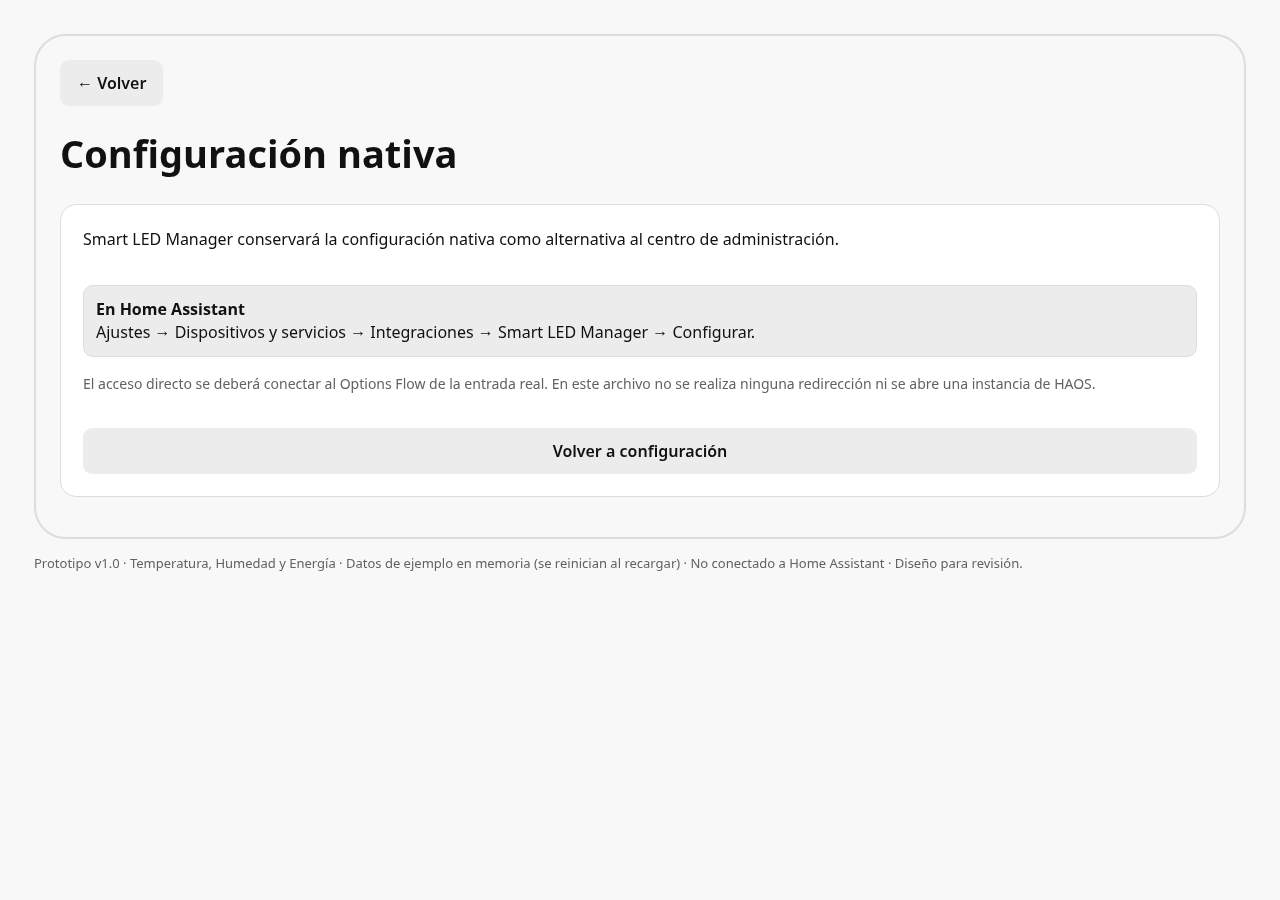 ← Volver
Configuración nativa
Smart LED Manager conservará la configuración nativa como alternativa al centro de administración.
En Home Assistant
Ajustes → Dispositivos y servicios → Integraciones → Smart LED Manager → Configurar.
El acceso directo se deberá conectar al Options Flow de la entrada real. En este archivo no se realiza ninguna redirección ni se abre una instancia de HAOS.
Volver a configuración
Prototipo v1.0 · Temperatura, Humedad y Energía · Datos de ejemplo en memoria (se reinician al recargar) · No conectado a Home Assistant · Diseño para revisión.